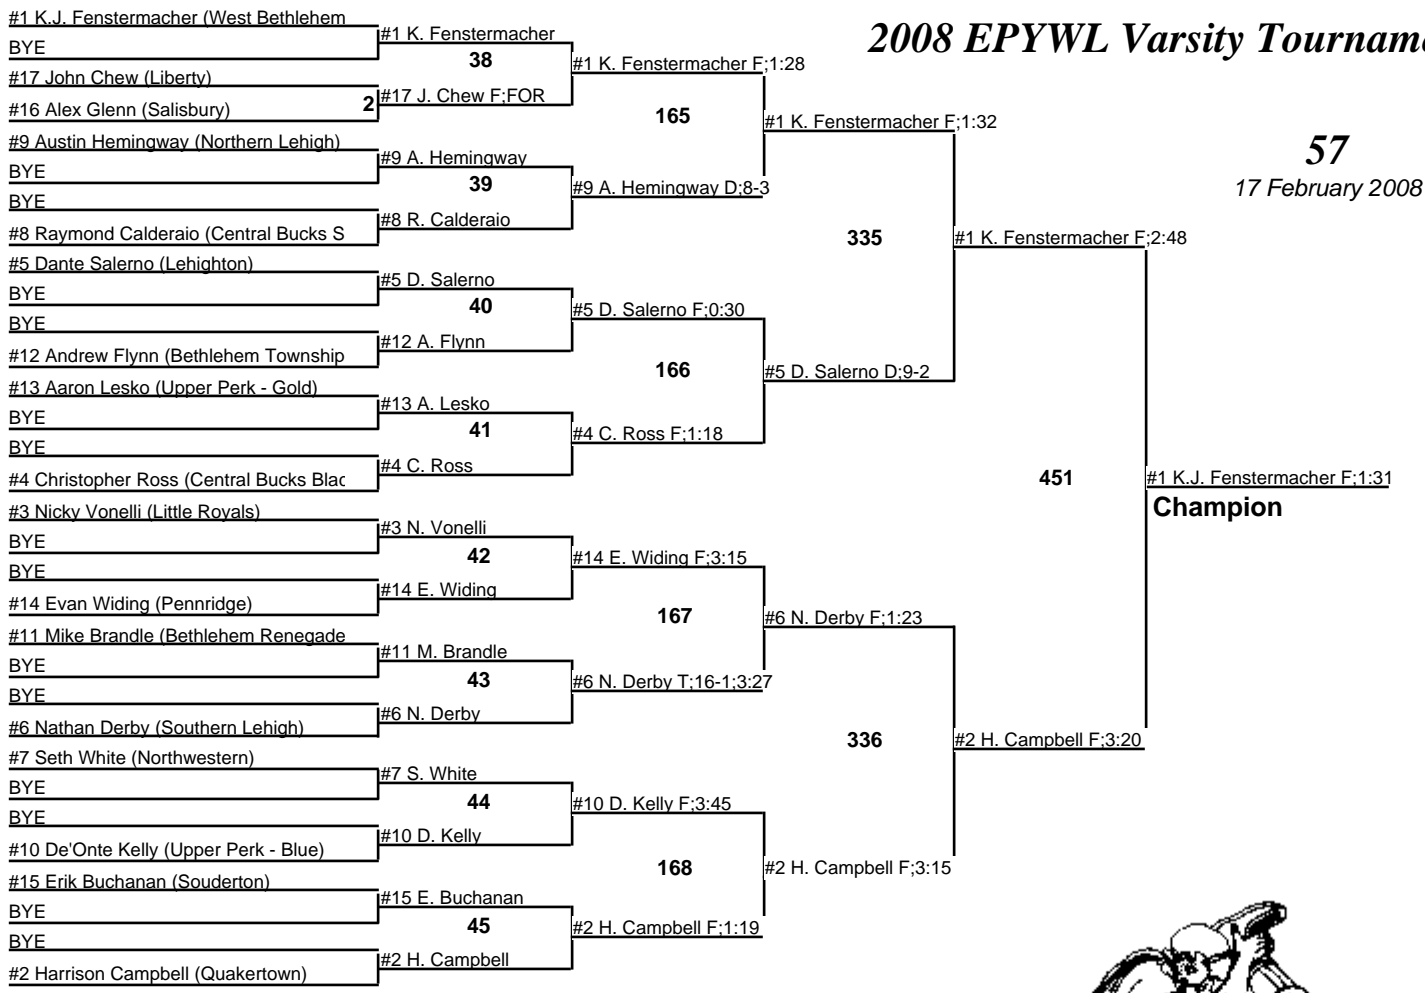 2008 EPYWL Varsity Tournam
57
17 February 2008
#1 K.J. Fenstermacher (West Bethlehem
BYE
#17 John Chew (Liberty)
#16 Alex Glenn (Salisbury)
#9 Austin Hemingway (Northern Lehigh)
BYE
BYE
#8 Raymond Calderaio (Central Bucks S
#5 Dante Salerno (Lehighton)
BYE
BYE
#12 Andrew Flynn (Bethlehem Township
#13 Aaron Lesko (Upper Perk - Gold)
BYE
BYE
#4 Christopher Ross (Central Bucks Blac
#3 Nicky Vonelli (Little Royals)
BYE
BYE
#14 Evan Widing (Pennridge)
#11 Mike Brandle (Bethlehem Renegade
BYE
BYE
#6 Nathan Derby (Southern Lehigh)
#7 Seth White (Northwestern)
BYE
BYE
#10 De'Onte Kelly (Upper Perk - Blue)
#15 Erik Buchanan (Souderton)
BYE
BYE
#2 Harrison Campbell (Quakertown)
2
#1 K. Fenstermacher
38
#17 J. Chew F;FOR
#9 A. Hemingway
39
#8 R. Calderaio
#5 D. Salerno
40
#12 A. Flynn
#13 A. Lesko
41
#4 C. Ross
#3 N. Vonelli
42
#14 E. Widing
#11 M. Brandle
43
#6 N. Derby
#7 S. White
44
#10 D. Kelly
#15 E. Buchanan
45
#2 H. Campbell
#1 K. Fenstermacher F;1:28
165
#9 A. Hemingway D;8-3
#5 D. Salerno F;0:30
166
#4 C. Ross F;1:18
#14 E. Widing F;3:15
167
#6 N. Derby T;16-1;3:27
#10 D. Kelly F;3:45
168
#2 H. Campbell F;1:19
#1 K. Fenstermacher F;1:32
335
#5 D. Salerno D;9-2
#6 N. Derby F;1:23
336
#2 H. Campbell F;3:15
#1 K. Fenstermacher F;2:48
451
#2 H. Campbell F;3:20
#1 K.J. Fenstermacher F;1:31
Champion